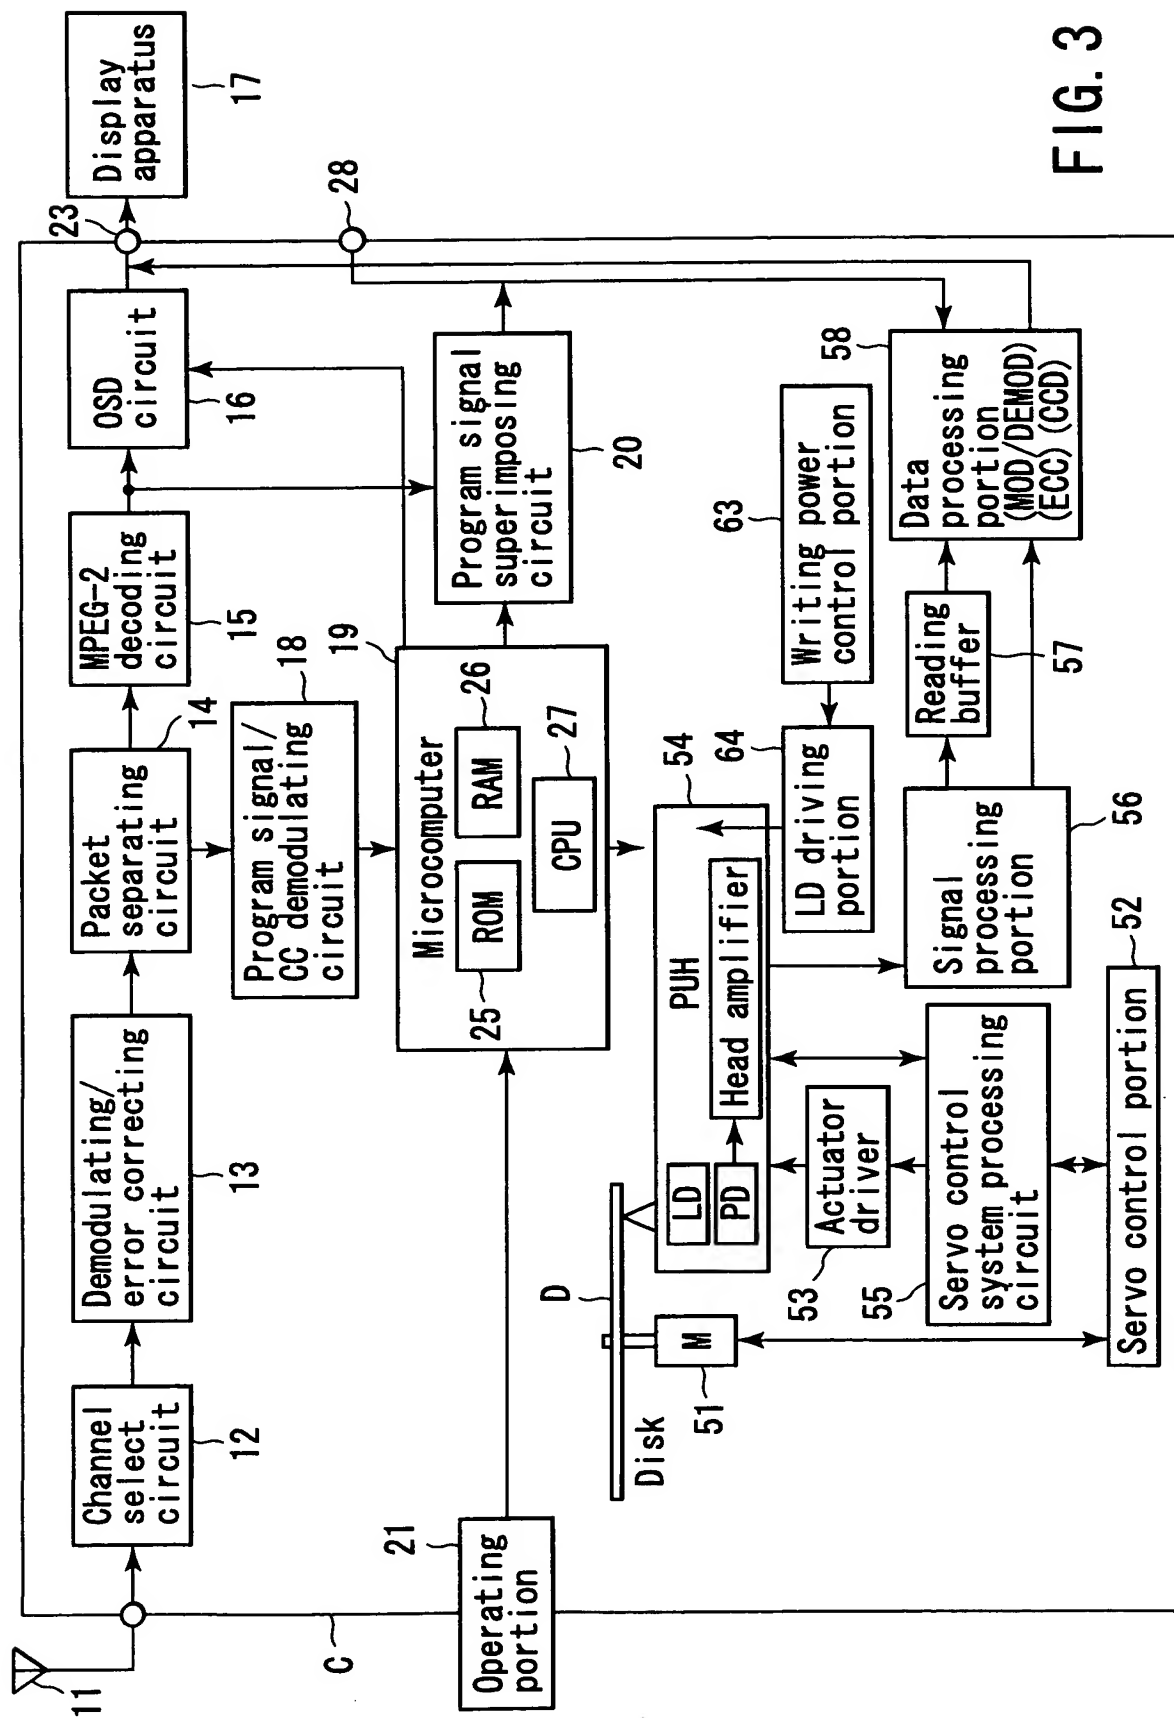 11
C
Channel
select
circuit
12
Demodulating/
error correcting
circuit
13
Packet
separating
circuit
14
MPEG-2
decoding
circuit
15
OSD
circuit
16
23
Display
apparatus
17
28
Program signal/
CC demodulating
circuit
18
Operating
portion
21
Microcomputer
19
ROM
25
RAM
26
CPU
27
Program signal
superimposing
circuit
20
Disk
D
M
51
PUH
54
LD
PD
Head amplifier
LD driving
portion
64
Writing power
control portion
63
Actuator
driver
53
Servo control
system processing
circuit
55
Servo control portion
52
Signal
processing
portion
56
Reading
buffer
57
Data
processing
portion
(MOD/DEMOD)
(ECC) (CCD)
58
FIG. 3